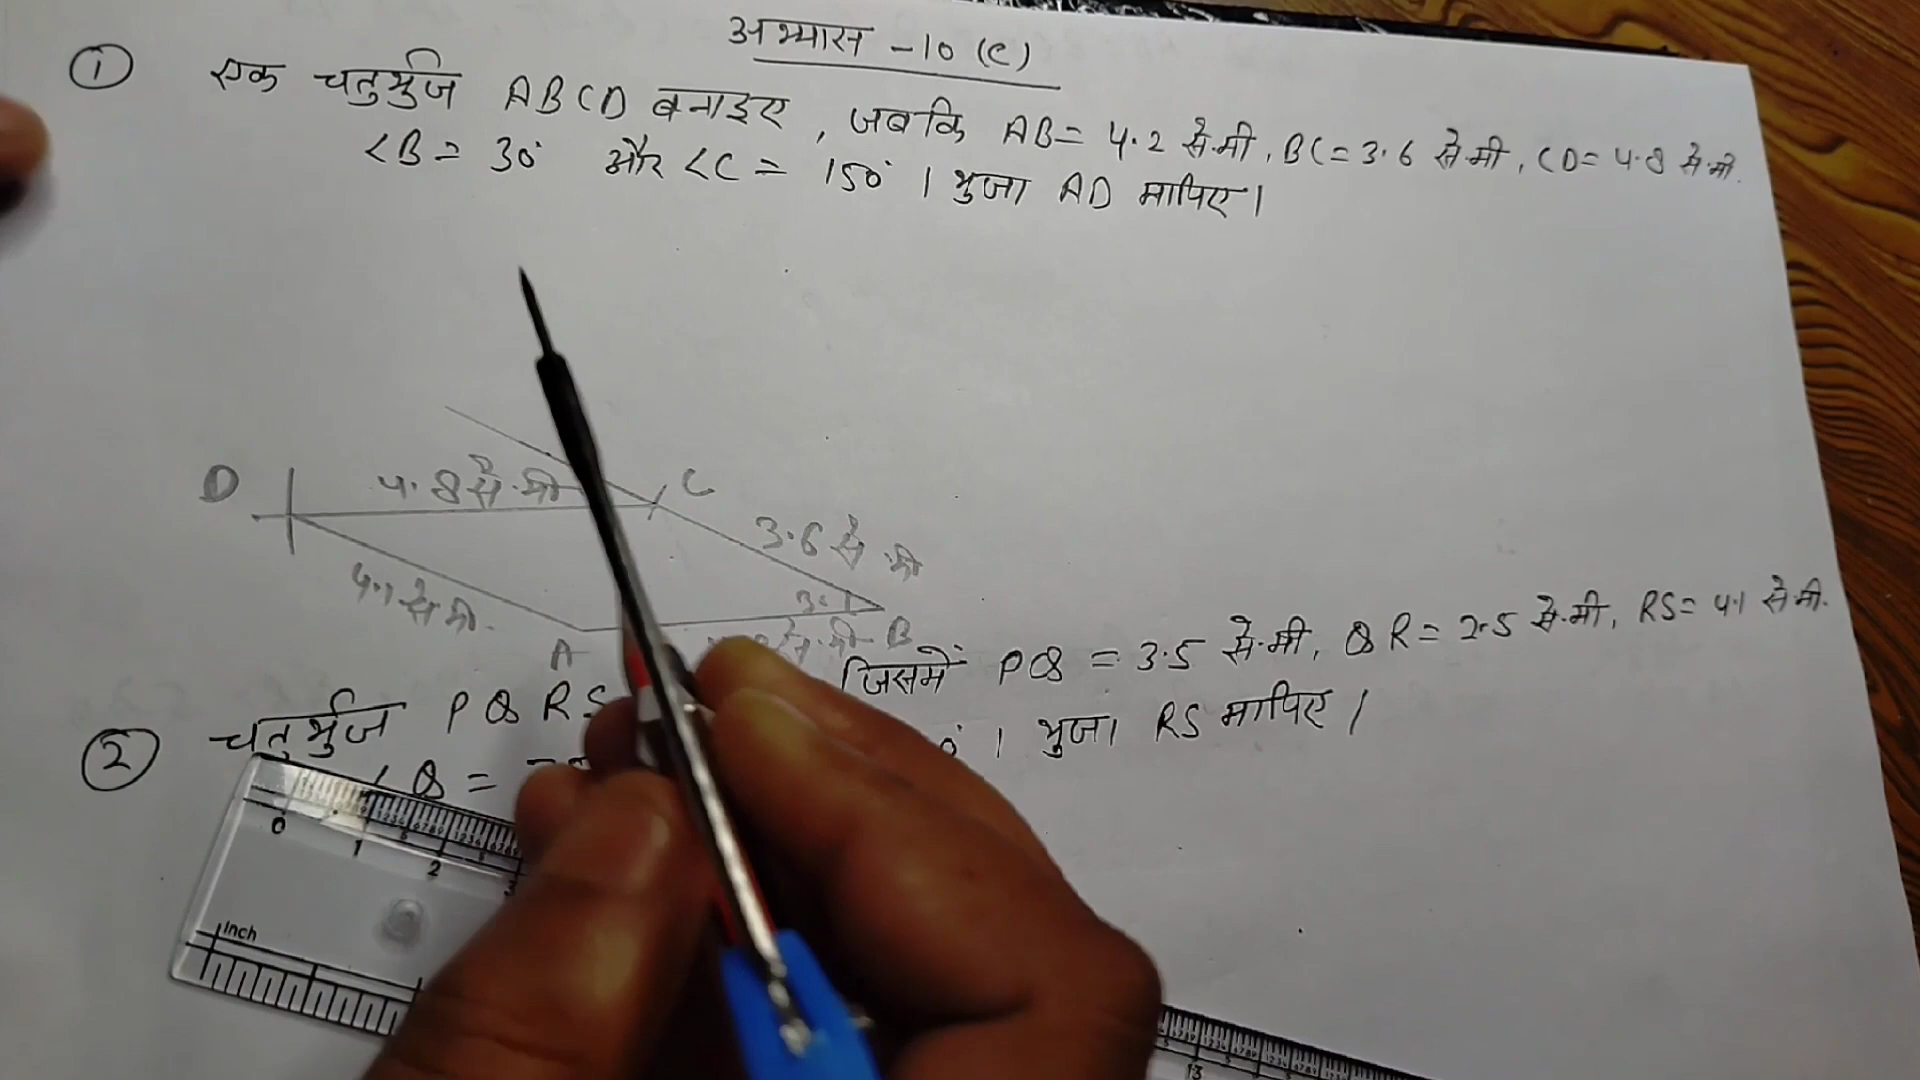 अभ्यास - 10 (C)
① एक चतुर्भुज ABCD बनाइए, जबकि AB = 4.2 से.मी, BC = 3.6 से.मी, CD = 4.8 से.मी.
∠B = 30° और ∠C = 150° । भुजा AD मापिए।
D 4.8 से.मी C
3.6 से.मी
4.1 से.मी.
A से.मी B
② चतुर्भुज PQRS जिसमें PQ = 3.5 से.मी, QR = 2.5 से.मी, RS = 4.1 से.मी.
∠Q = ° । भुजा RS मापिए।
0 1 2 3
Inch
13